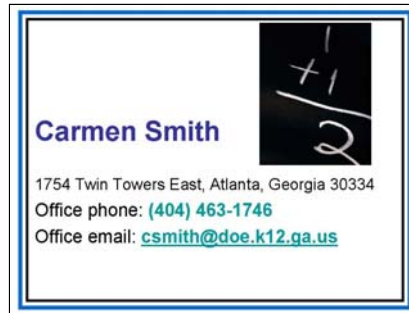 1
+1
2
Carmen Smith
1754 Twin Towers East, Atlanta, Georgia 30334
Office phone: (404) 463-1746
Office email: csmith@doe.k12.ga.us